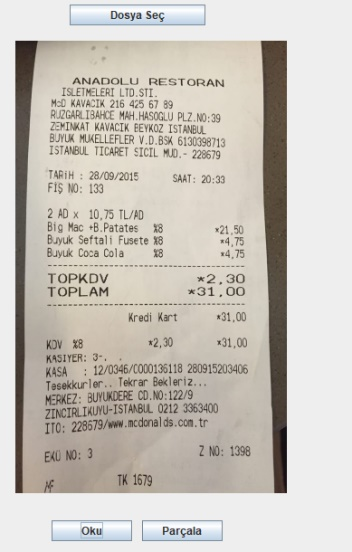 Dosya Seç
ANADOLU RESTORAN
ISLETMELERI LTD.STI.
McD KAVACIK 216 425 67 89
RUZGARLIBAHCE MAH.HASOGLU PLZ.NO:39
ZEMINKAT KAVACIK BEYKOZ ISTANBUL
BUYUK MUKELLEFLER V.D.BSK 6130398713
ISTANBUL TICARET SICIL MUD.- 228679
TARiH : 28/09/2015 SAAT: 20:33
FİŞ NO: 133
2 AD x 10,75 TL/AD
Big Mac +B.Patates %8 *21,50
Buyuk Seftali Fusete %8 *4,75
Buyuk Coca Cola %8 *4,75
TOPKDV *2,30
TOPLAM *31,00
Kredi Kart *31,00
KDV %8 *2,30 *31,00
KASIYER: 3-
KASA : 12/0346/C000136118 280915203406
Tesekkurler.. Tekrar Bekleriz...
MERKEZ: BUYUKDERE CD.NO:122/9
ZINCIRLIKUYU-ISTANBUL 0212 3363400
ITO: 228679/www.mcdonalds.com.tr
EKÜ NO: 3 Z NO: 1398
MF TK 1679
Oku Parçala